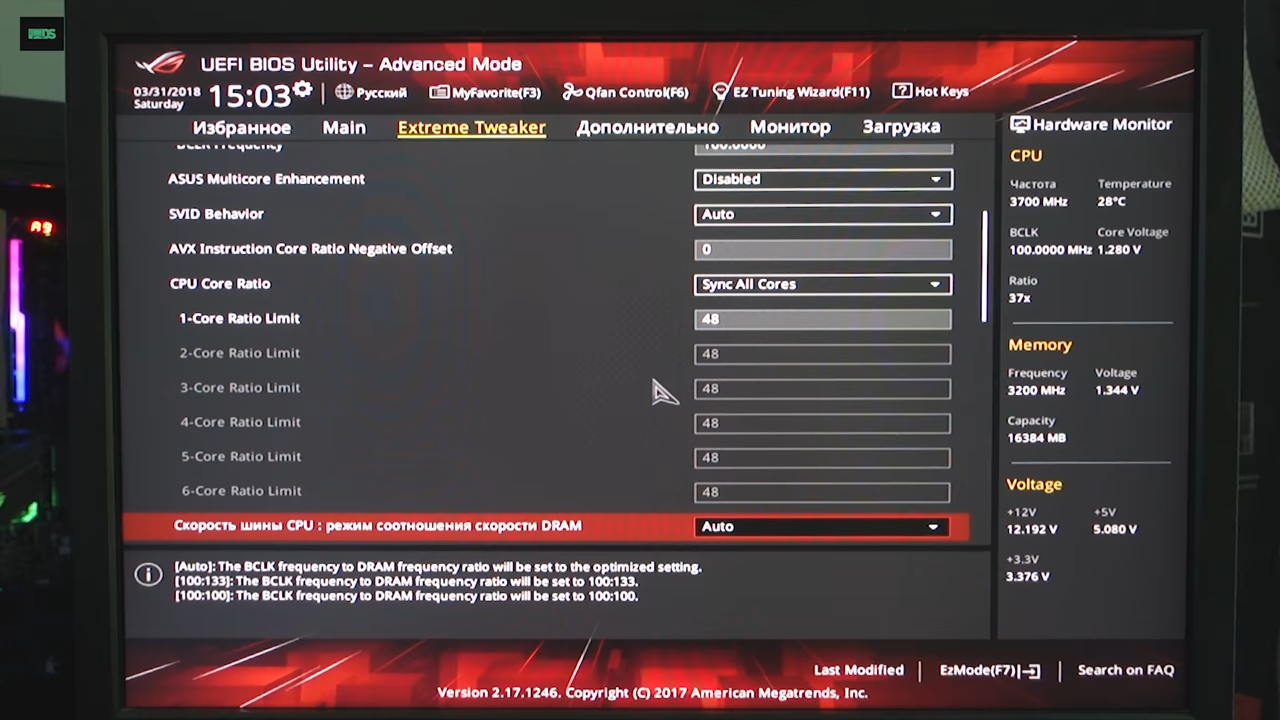 UEFI BIOS Utility – Advanced Mode
03/31/2018
Saturday
15:03
Русский
MyFavorite(F3)
Qfan Control(F6)
EZ Tuning Wizard(F11)
Hot Keys
Избранное
Main
Extreme Tweaker
Дополнительно
Монитор
Загрузка
BCLK Frequency
100.0000
ASUS Multicore Enhancement
Disabled
SVID Behavior
Auto
AVX Instruction Core Ratio Negative Offset
0
CPU Core Ratio
Sync All Cores
1-Core Ratio Limit
48
2-Core Ratio Limit
48
3-Core Ratio Limit
48
4-Core Ratio Limit
48
5-Core Ratio Limit
48
6-Core Ratio Limit
48
Скорость шины CPU : режим соотношения скорости DRAM
Auto
[Auto]: The BCLK frequency to DRAM frequency ratio will be set to the optimized setting.
[100:133]: The BCLK frequency to DRAM frequency ratio will be set to 100:133.
[100:100]: The BCLK frequency to DRAM frequency ratio will be set to 100:100.
Hardware Monitor
CPU
Частота Temperature
3700 MHz 28°C
BCLK Core Voltage
100.0000 MHz 1.280 V
Ratio
37x
Memory
Frequency Voltage
3200 MHz 1.344 V
Capacity
16384 MB
Voltage
+12V +5V
12.192 V 5.080 V
+3.3V
3.376 V
Last Modified
EzMode(F7)
Search on FAQ
Version 2.17.1246. Copyright (C) 2017 American Megatrends, Inc.